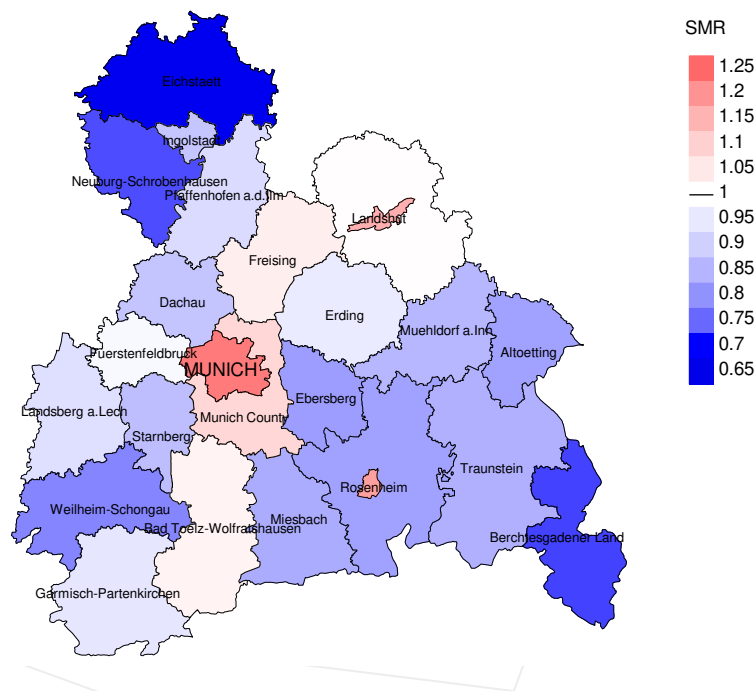 SMR
1.25
1.2
1.15
1.1
1.05
1
0.95
0.9
0.85
0.8
0.75
0.7
0.65
Eichstaett
Ingolstadt
Neuburg-Schrobenhausen
Pfaffenhofen a.d.Ilm
Landshut
Freising
Dachau
Erding
Muehldorf a.Inn
Fuerstenfeldbruck
Altoetting
MUNICH
Ebersberg
Landsberg a.Lech
Munich County
Starnberg
Traunstein
Rosenheim
Weilheim-Schongau
Miesbach
Bad Toelz-Wolfratshausen
Berchtesgadener Land
Garmisch-Partenkirchen